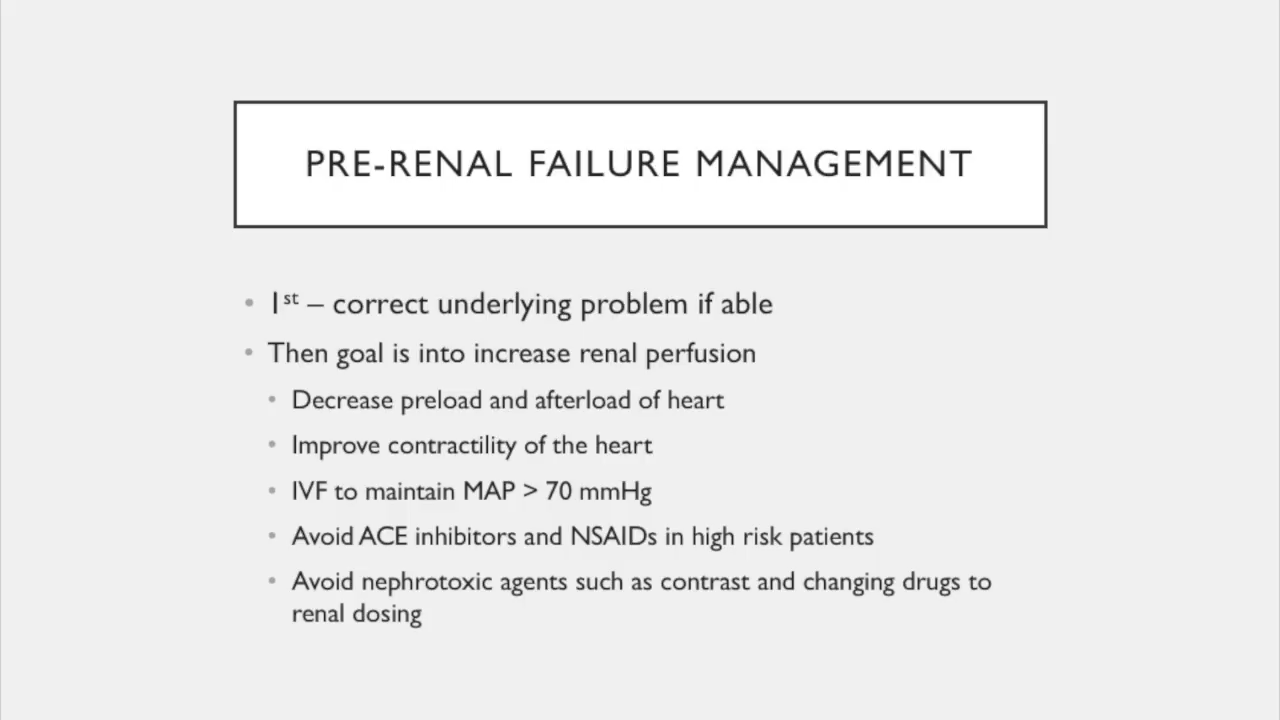 PRE-RENAL FAILURE MANAGEMENT
• 1st – correct underlying problem if able
• Then goal is into increase renal perfusion
• Decrease preload and afterload of heart
• Improve contractility of the heart
• IVF to maintain MAP > 70 mmHg
• Avoid ACE inhibitors and NSAIDs in high risk patients
• Avoid nephrotoxic agents such as contrast and changing drugs to
renal dosing